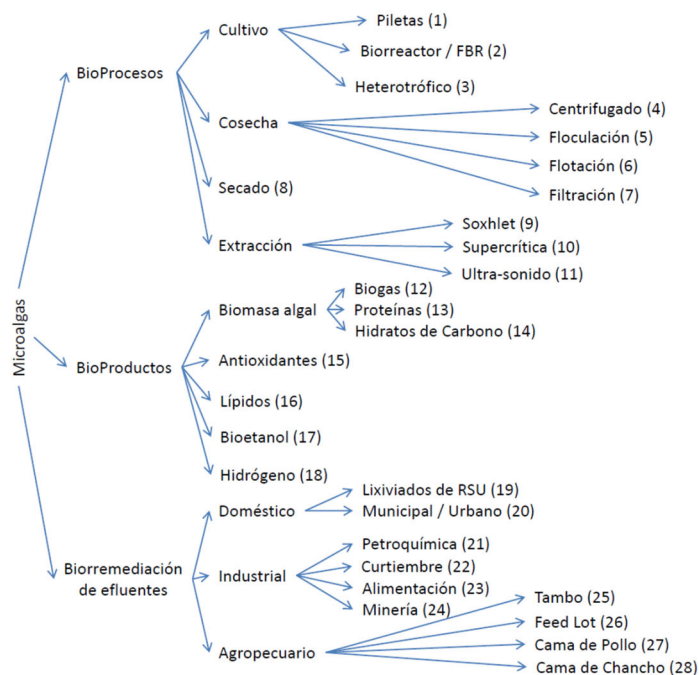 Microalgas
BioProcesos
Cultivo
Piletas (1)
Biorreactor / FBR (2)
Heterotrófico (3)
Cosecha
Centrifugado (4)
Floculación (5)
Flotación (6)
Filtración (7)
Secado (8)
Extracción
Soxhlet (9)
Supercrítica (10)
Ultra-sonido (11)
BioProductos
Biomasa algal
Biogas (12)
Proteínas (13)
Hidratos de Carbono (14)
Antioxidantes (15)
Lípidos (16)
Bioetanol (17)
Hidrógeno (18)
Biorremediación
de efluentes
Doméstico
Lixiviados de RSU (19)
Municipal / Urbano (20)
Industrial
Petroquímica (21)
Curtiembre (22)
Alimentación (23)
Minería (24)
Agropecuario
Tambo (25)
Feed Lot (26)
Cama de Pollo (27)
Cama de Chancho (28)